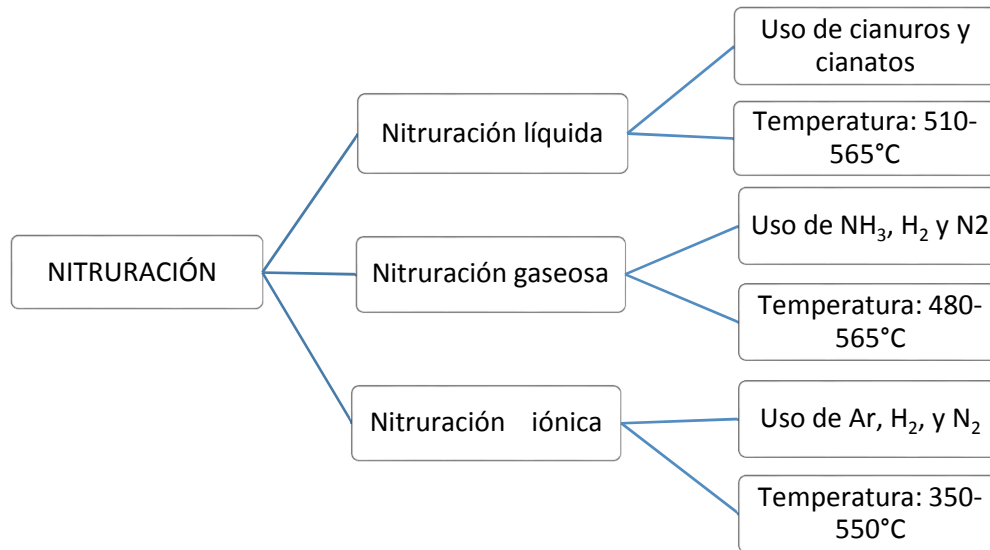 Uso de cianuros y
cianatos
Nitruración líquida
Temperatura: 510-
565°C
Uso de NH₃, H₂ y N2
NITRURACIÓN
Nitruración gaseosa
Temperatura: 480-
565°C
Uso de Ar, H₂, y N₂
Nitruración iónica
Temperatura: 350-
550°C